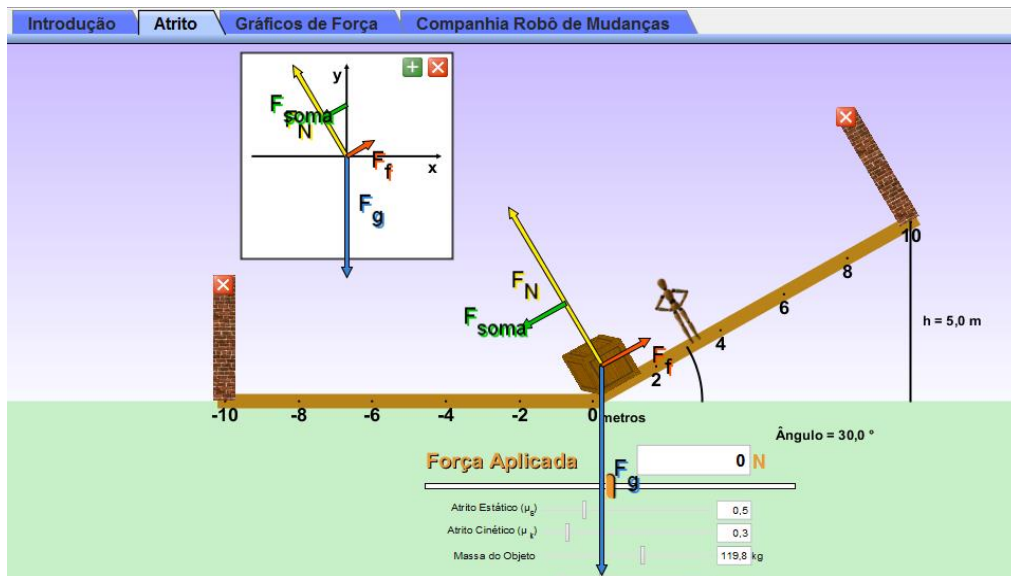 Introdução Atrito Gráficos de Força Companhia Robô de Mudanças
y
F soma
F N
F f
x
F g
10
8
6
h = 5,0 m
F N
F soma
4
F f
2
-10 -8 -6 -4 -2 0 metros
Ângulo = 30,0 °
Força Aplicada 0 N
F g
Atrito Estático (μs) 0,5
Atrito Cinético (μk) 0,3
Massa do Objeto 119,8 kg